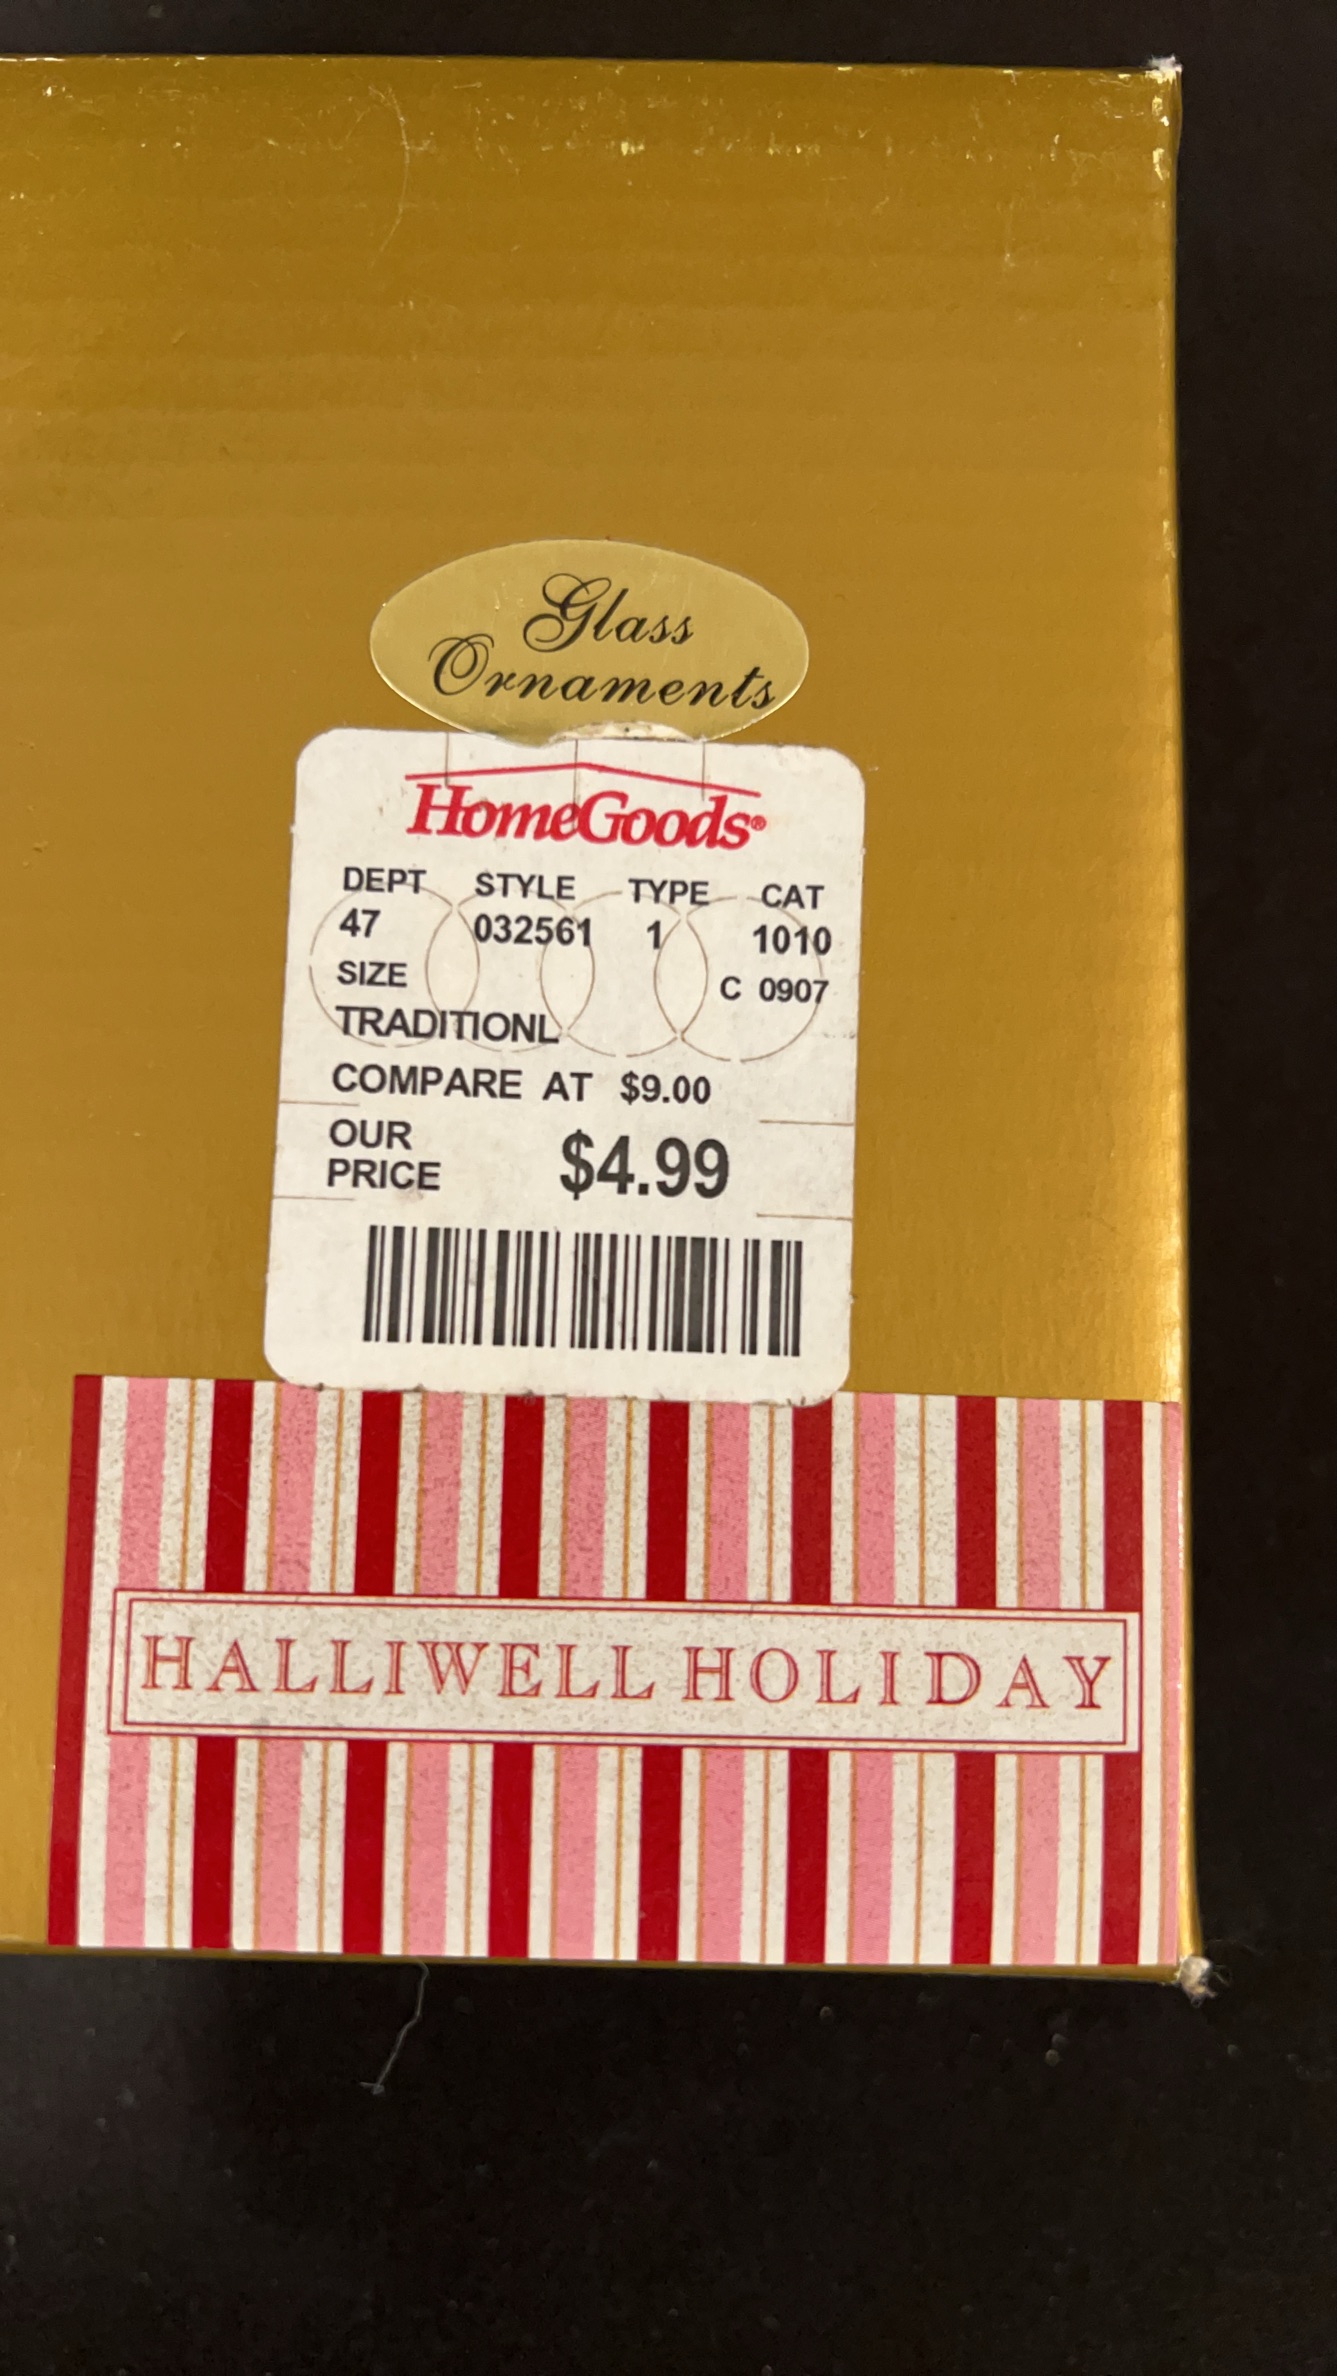 Glass
Ornaments
HomeGoods®
DEPT STYLE TYPE CAT
47 032561 1 1010
SIZE C 0907
TRADITIONL
COMPARE AT $9.00
OUR
PRICE $4.99
HALLIWELL HOLIDAY